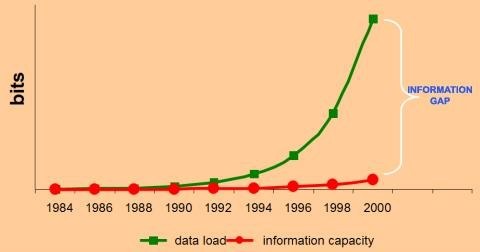 bits
INFORMATION
GAP
1984 1986 1988 1990 1992 1994 1996 1998 2000
data load information capacity